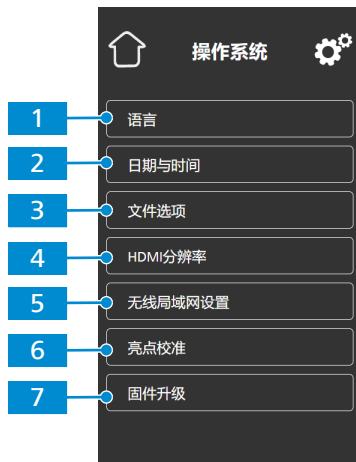 操作系统
1 语言
2 日期与时间
3 文件选项
4 HDMI分辨率
5 无线局域网设置
6 亮点校准
7 固件升级